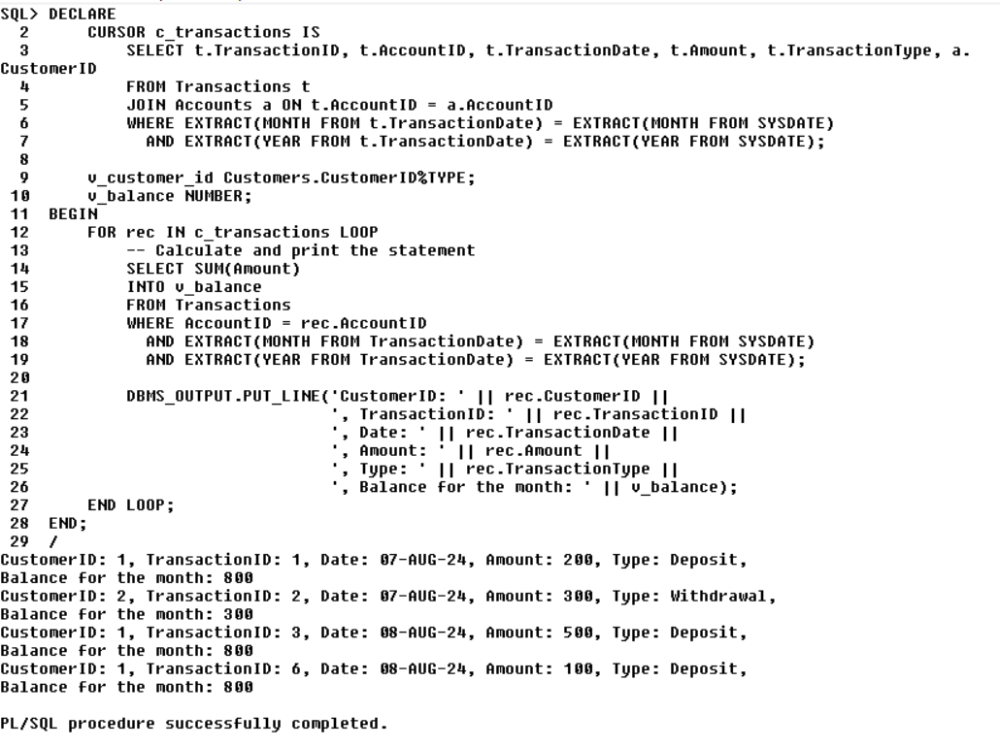 SQL> DECLARE
  2      CURSOR c_transactions IS
  3          SELECT t.TransactionID, t.AccountID, t.TransactionDate, t.Amount, t.TransactionType, a.
CustomerID
  4          FROM Transactions t
  5          JOIN Accounts a ON t.AccountID = a.AccountID
  6          WHERE EXTRACT(MONTH FROM t.TransactionDate) = EXTRACT(MONTH FROM SYSDATE)
  7            AND EXTRACT(YEAR FROM t.TransactionDate) = EXTRACT(YEAR FROM SYSDATE);
  8
  9      v_customer_id Customers.CustomerID%TYPE;
 10      v_balance NUMBER;
 11  BEGIN
 12      FOR rec IN c_transactions LOOP
 13          -- Calculate and print the statement
 14          SELECT SUM(Amount)
 15          INTO v_balance
 16          FROM Transactions
 17          WHERE AccountID = rec.AccountID
 18            AND EXTRACT(MONTH FROM TransactionDate) = EXTRACT(MONTH FROM SYSDATE)
 19            AND EXTRACT(YEAR FROM TransactionDate) = EXTRACT(YEAR FROM SYSDATE);
 20
 21          DBMS_OUTPUT.PUT_LINE('CustomerID: ' || rec.CustomerID ||
 22                               ', TransactionID: ' || rec.TransactionID ||
 23                               ', Date: ' || rec.TransactionDate ||
 24                               ', Amount: ' || rec.Amount ||
 25                               ', Type: ' || rec.TransactionType ||
 26                               ', Balance for the month: ' || v_balance);
 27      END LOOP;
 28  END;
 29  /
CustomerID: 1, TransactionID: 1, Date: 07-AUG-24, Amount: 200, Type: Deposit,
Balance for the month: 800
CustomerID: 2, TransactionID: 2, Date: 07-AUG-24, Amount: 300, Type: Withdrawal,
Balance for the month: 300
CustomerID: 1, TransactionID: 3, Date: 08-AUG-24, Amount: 500, Type: Deposit,
Balance for the month: 800
CustomerID: 1, TransactionID: 6, Date: 08-AUG-24, Amount: 100, Type: Deposit,
Balance for the month: 800

PL/SQL procedure successfully completed.